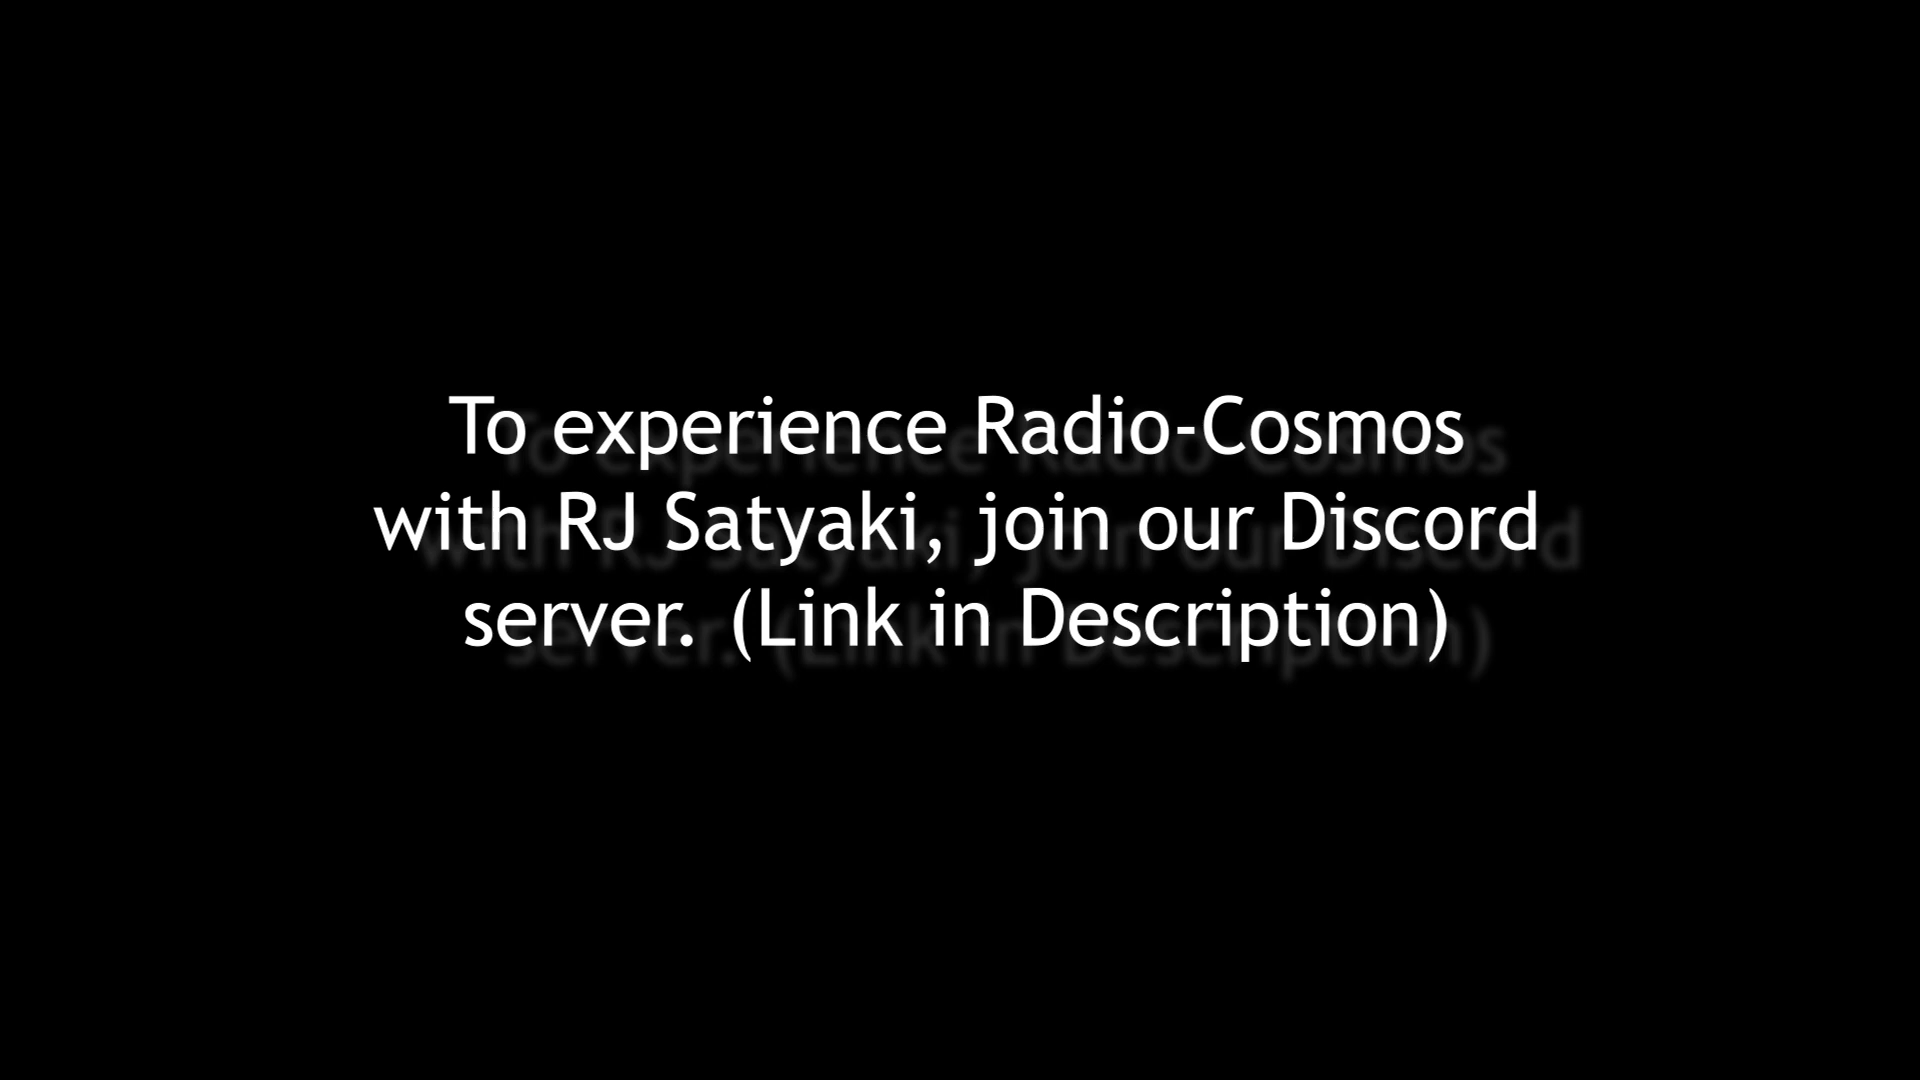 To experience Radio-Cosmos
with RJ Satyaki, join our Discord
server. (Link in Description)